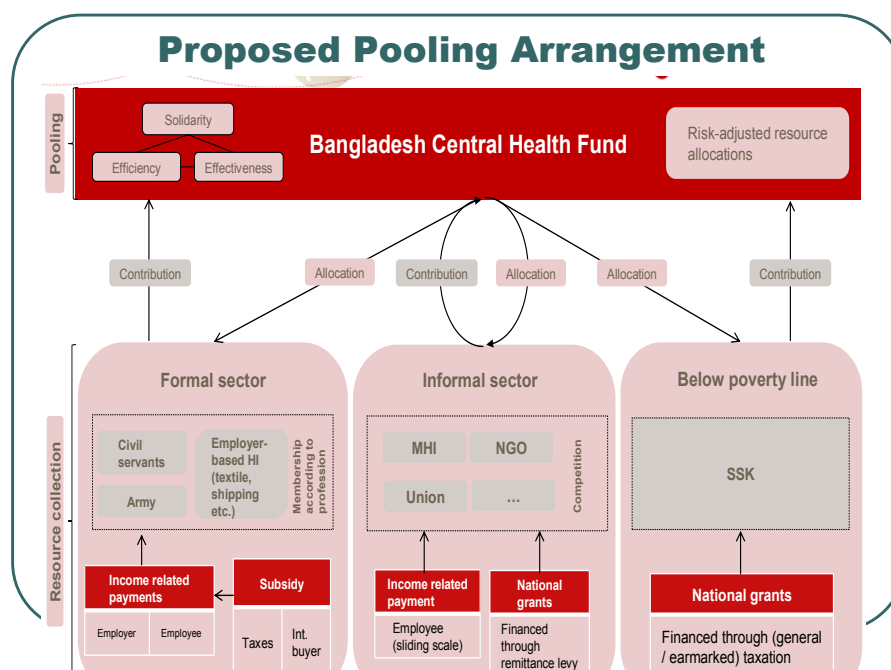 Proposed Pooling Arrangement
Pooling
Solidarity
Efficiency
Effectiveness
Bangladesh Central Health Fund
Risk-adjusted resource
allocations
Contribution
Allocation
Contribution
Allocation
Allocation
Contribution
Resource collection
Formal sector
Civil
servants
Army
Employer-
based HI
(textile,
shipping
etc.)
Membership
according to
profession
Income related
payments
Employer
Employee
Subsidy
Taxes
Int.
buyer
Informal sector
MHI
NGO
Union
...
Competition
Income related
payment
Employee
(sliding scale)
National
grants
Financed
through
remittance levy
Below poverty line
SSK
National grants
Financed through (general
/ earmarked) taxation